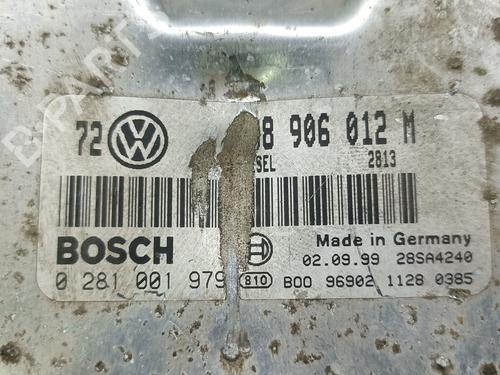 72 8 906 012 M
SEL 2813
BOSCH Made in Germany
02.09.99 28SA4240
0 281 001 979 810 B00 96902 1128 0385